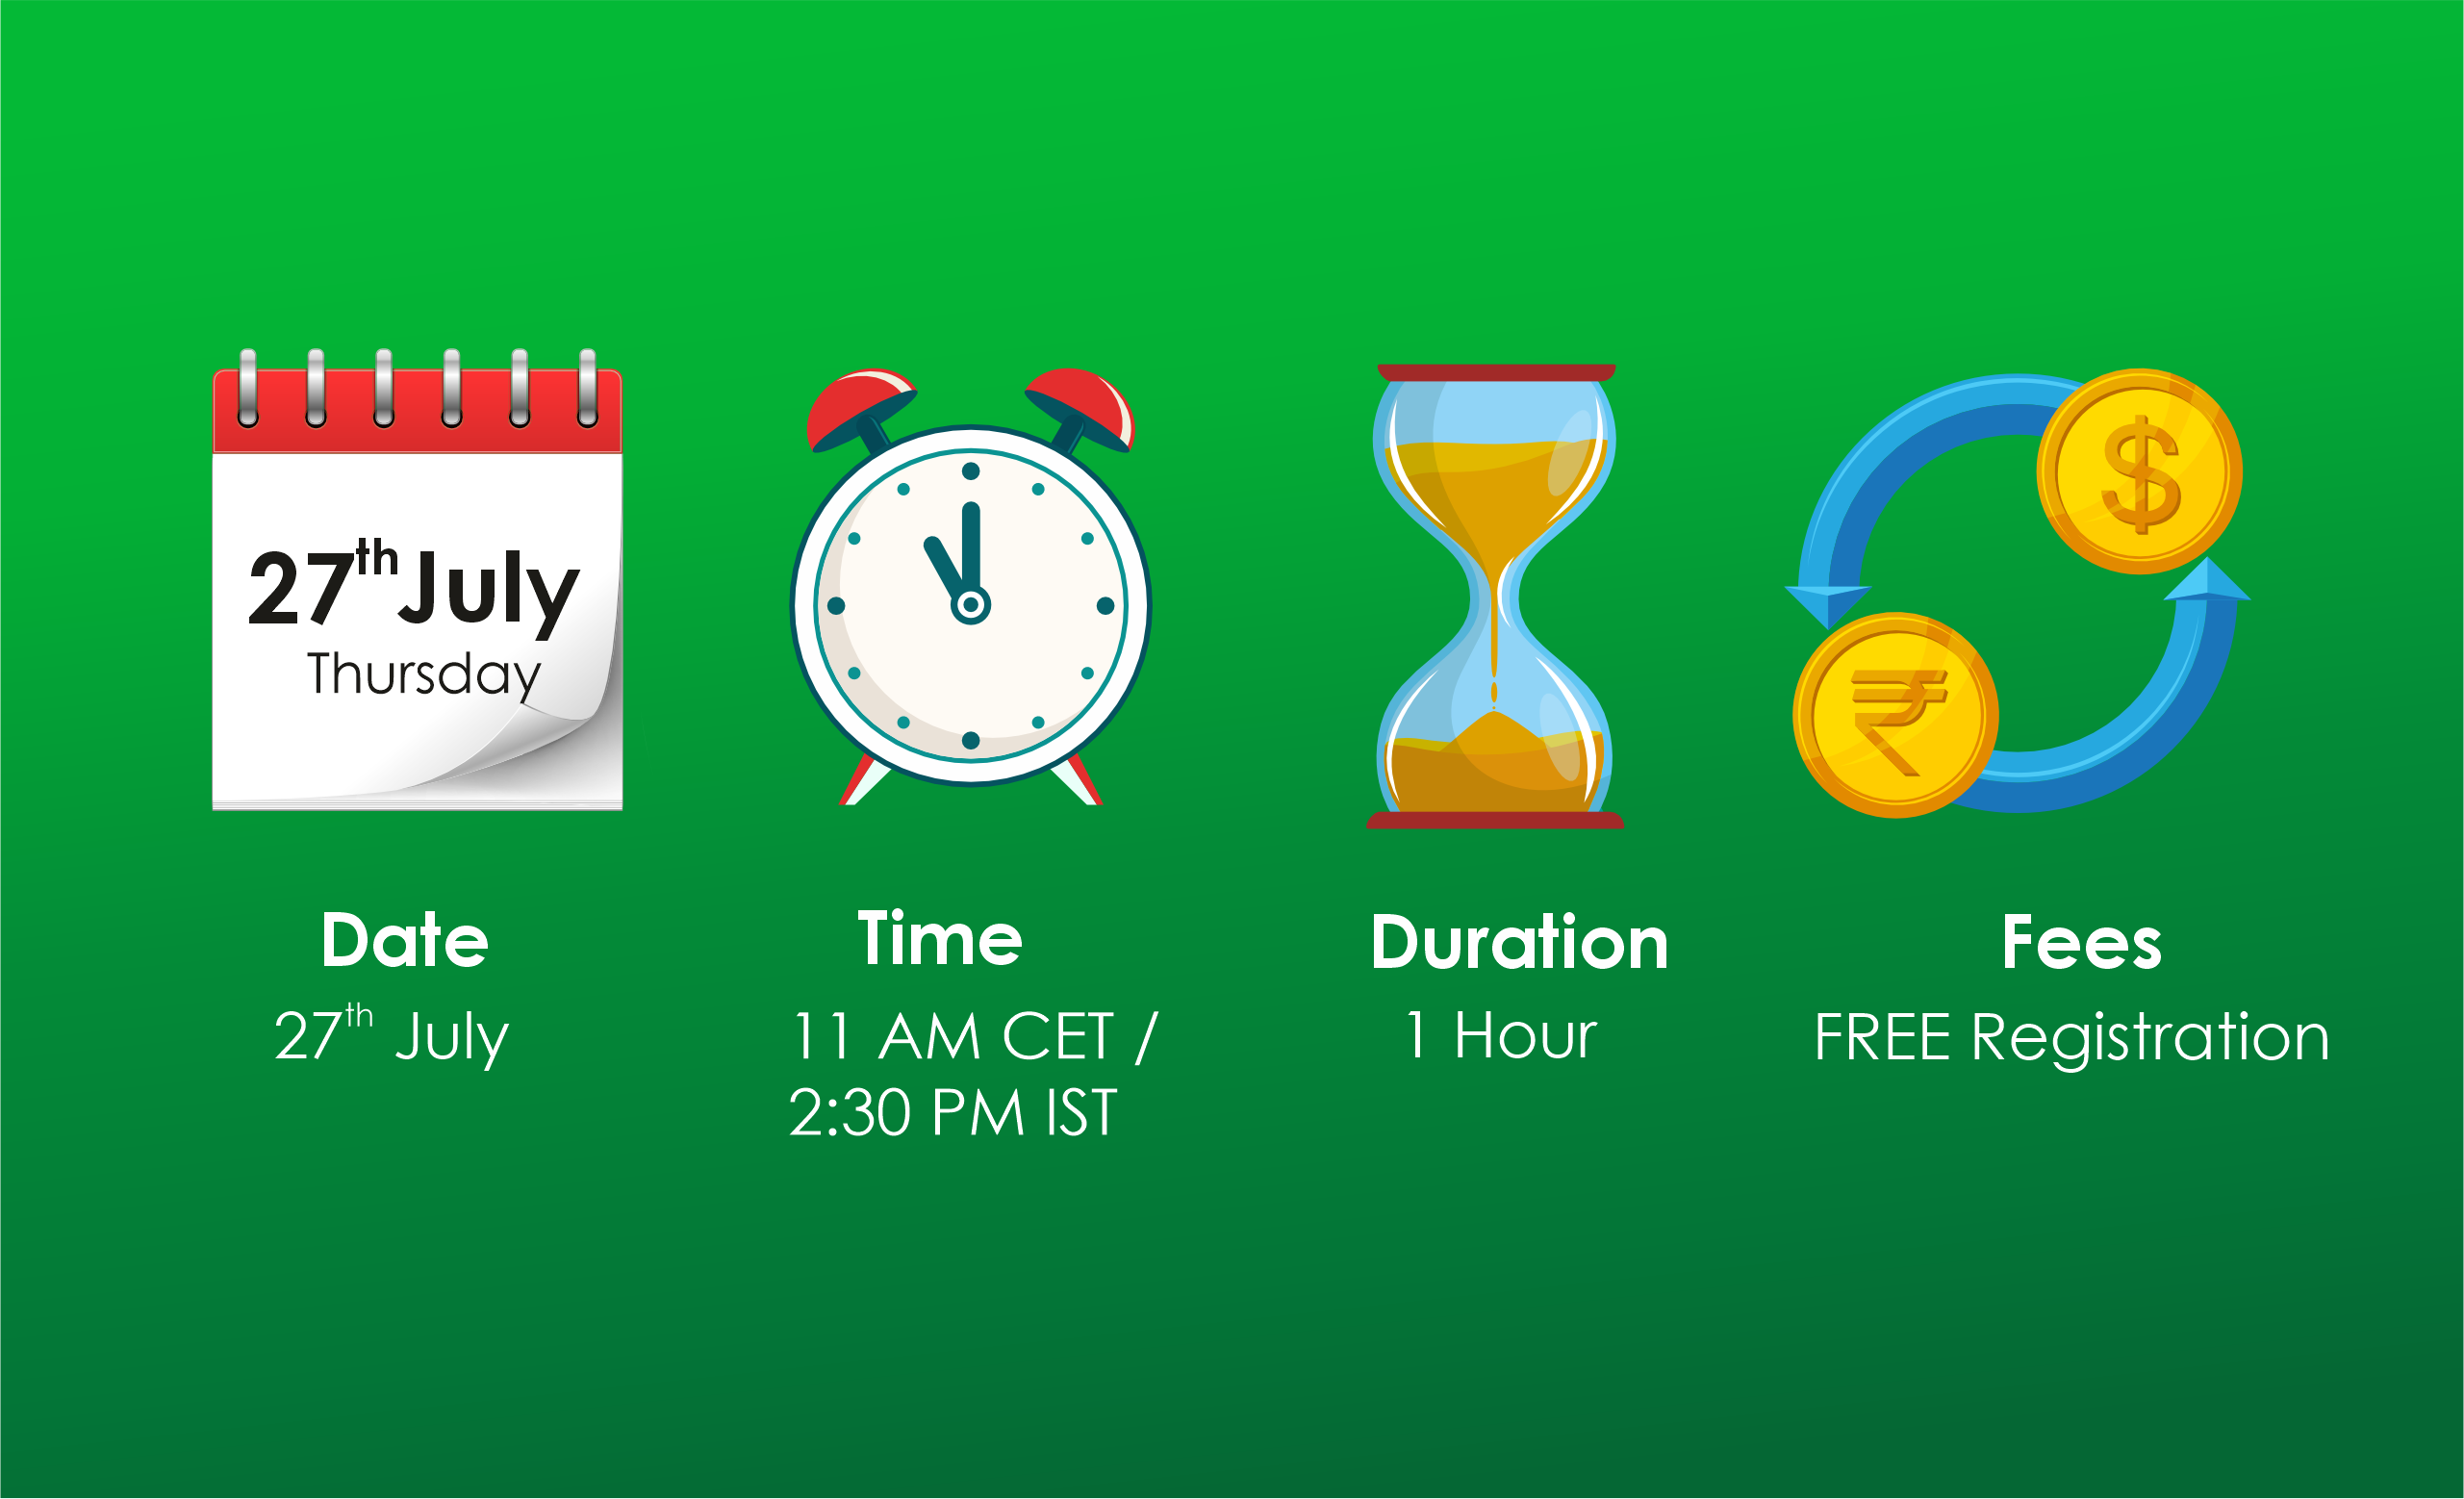 27th July
Thursday
Date
27th July
Time
11 AM CET /
2:30 PM IST
Duration
1 Hour
Fees
FREE Registration